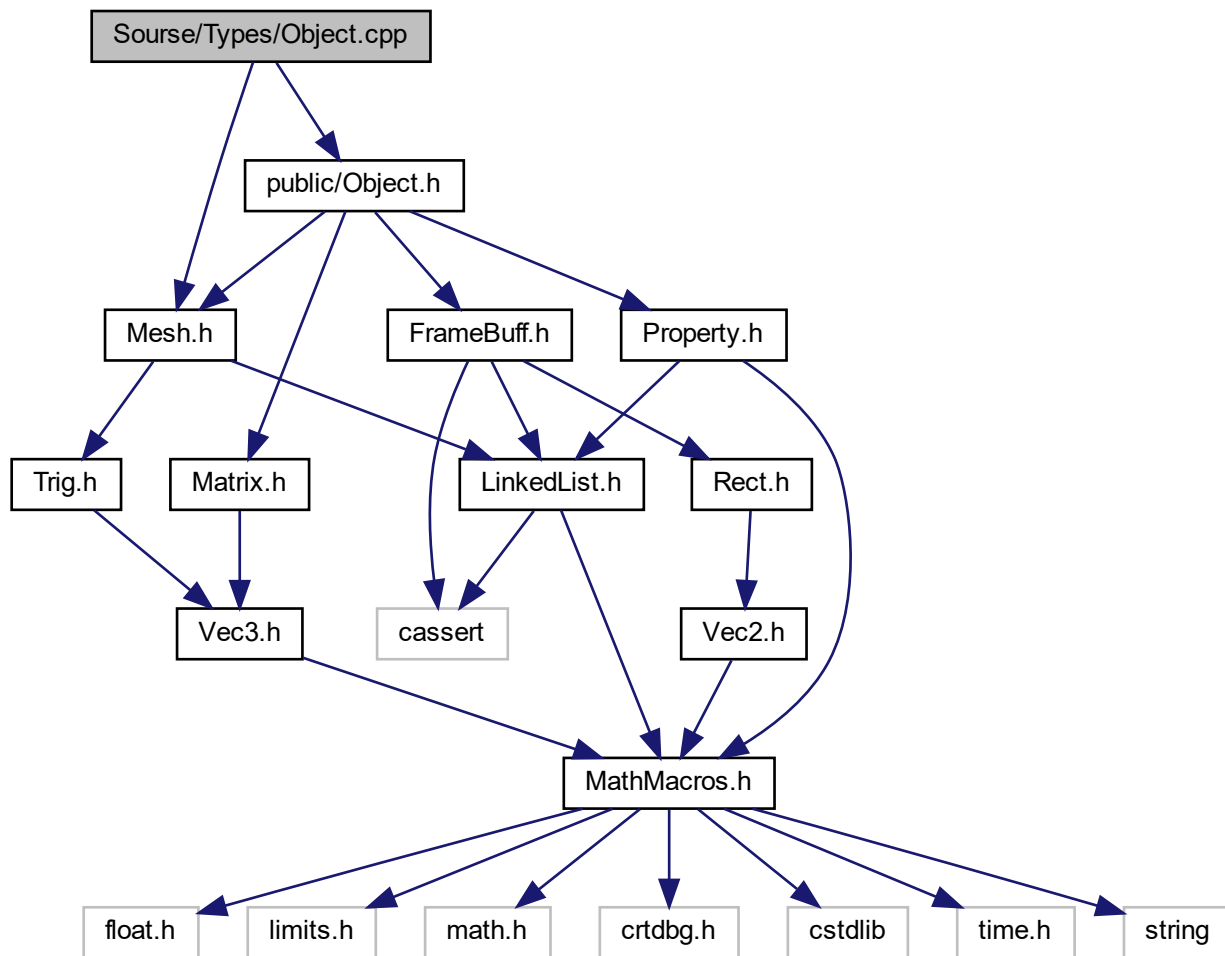 Sourse/Types/Object.cpp
public/Object.h
Mesh.h
FrameBuff.h
Property.h
Trig.h
Matrix.h
LinkedList.h
Rect.h
Vec3.h
cassert
Vec2.h
MathMacros.h
float.h
limits.h
math.h
crtdbg.h
cstdlib
time.h
string